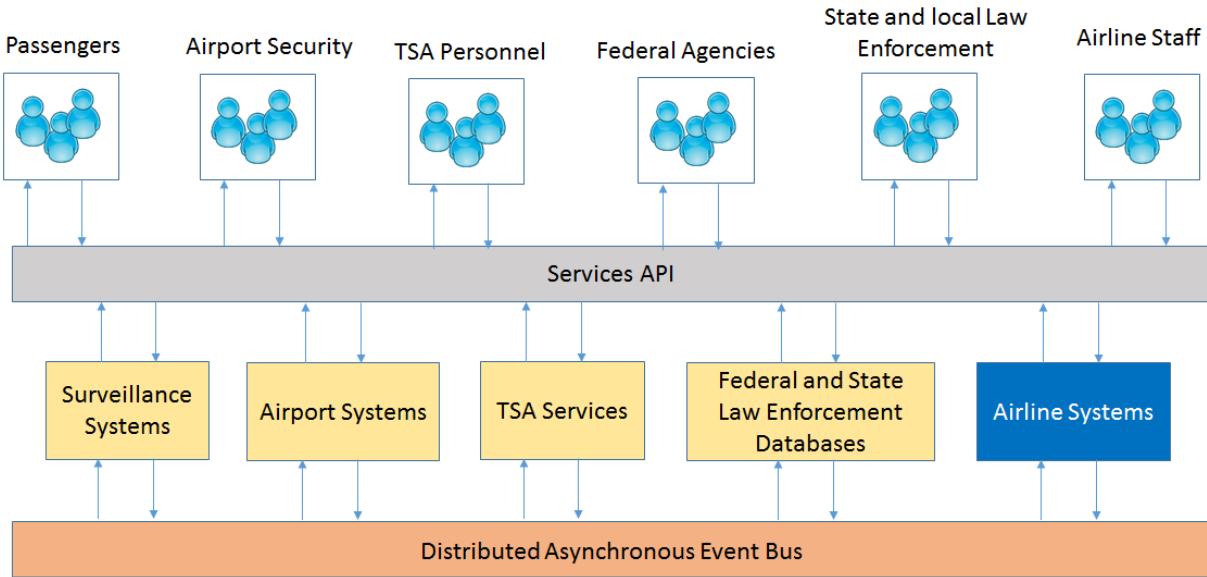 Passengers
Airport Security
TSA Personnel
Federal Agencies
State and local Law
Enforcement
Airline Staff
Services API
Surveillance
Systems
Airport Systems
TSA Services
Federal and State
Law Enforcement
Databases
Airline Systems
Distributed Asynchronous Event Bus